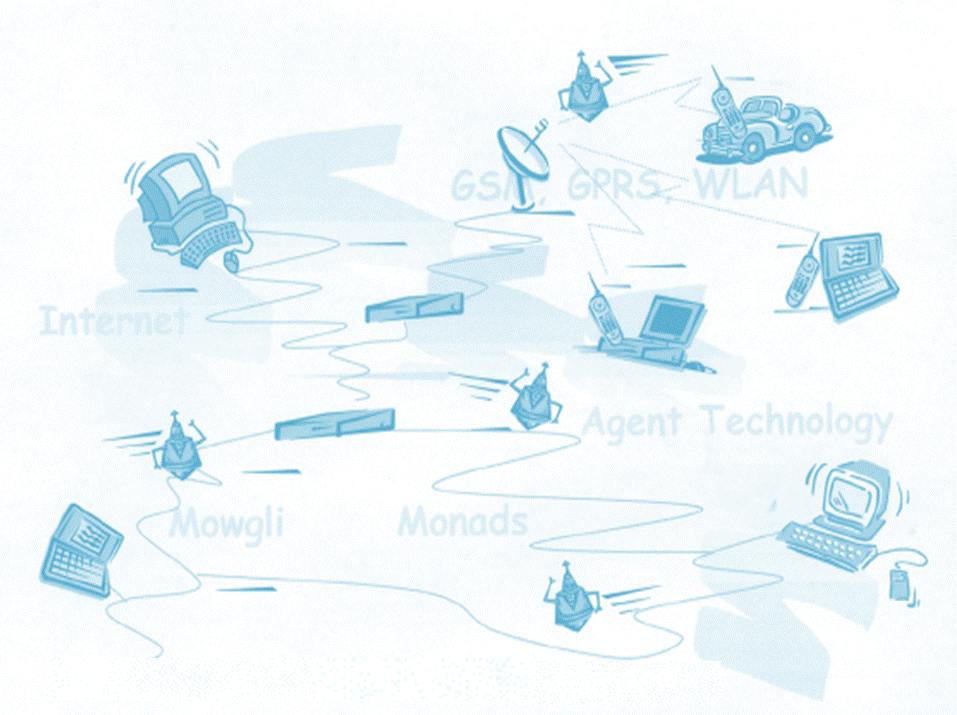 GSM, GPRS, WLAN
Internet
Agent Technology
Mowgli
Monads